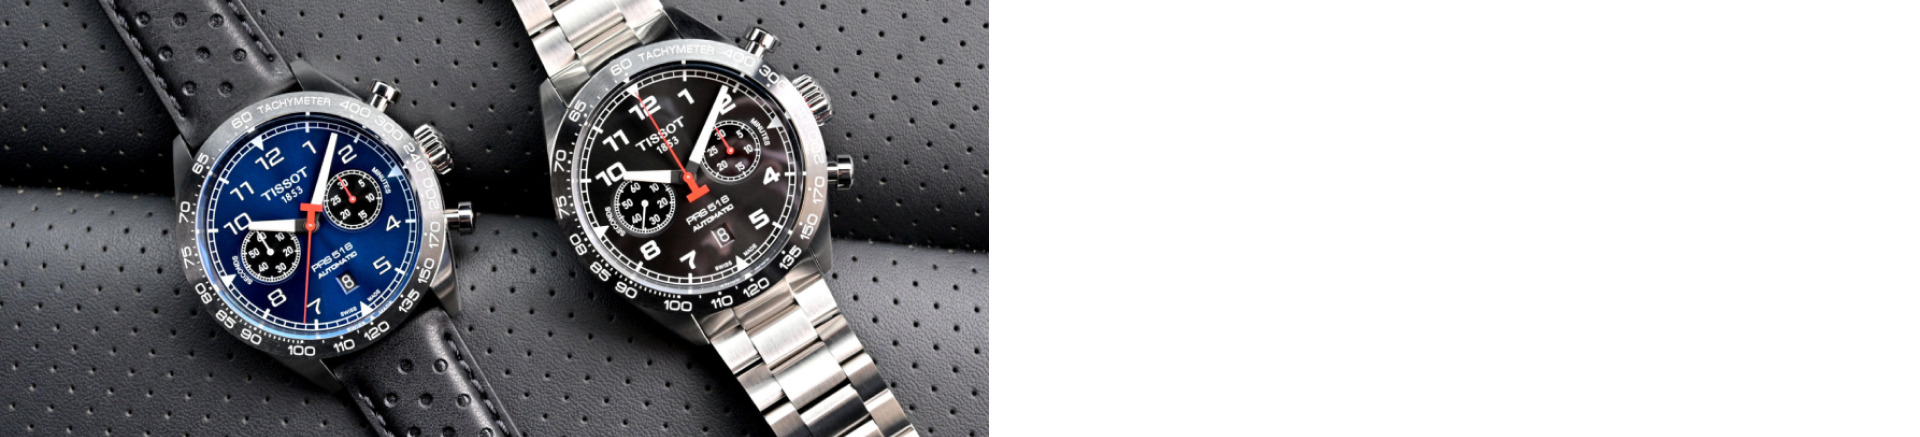 TACHYMETER 400 300 240 200 170 150 135 120 110 100 90 85 80 75 70 65 60
12 1 2 4 5 7 8 10 11
TISSOT
1853
MINUTES
30 5 10 15 20 25
SECONDS
60 10 20 30 40 50
PRS 516
AUTOMATIC
8
SWISS MADE
TACHYMETER 400 300 170 150 135 120 110 100 90 85 80 75 65 60
12 1 2 4 5 7 8 10 11
TISSOT
1853
MINUTES
30 5 10 15 20 25
SECONDS
60 10 20 30 40 50
PRS 516
AUTOMATIC
18
SWISS MADE